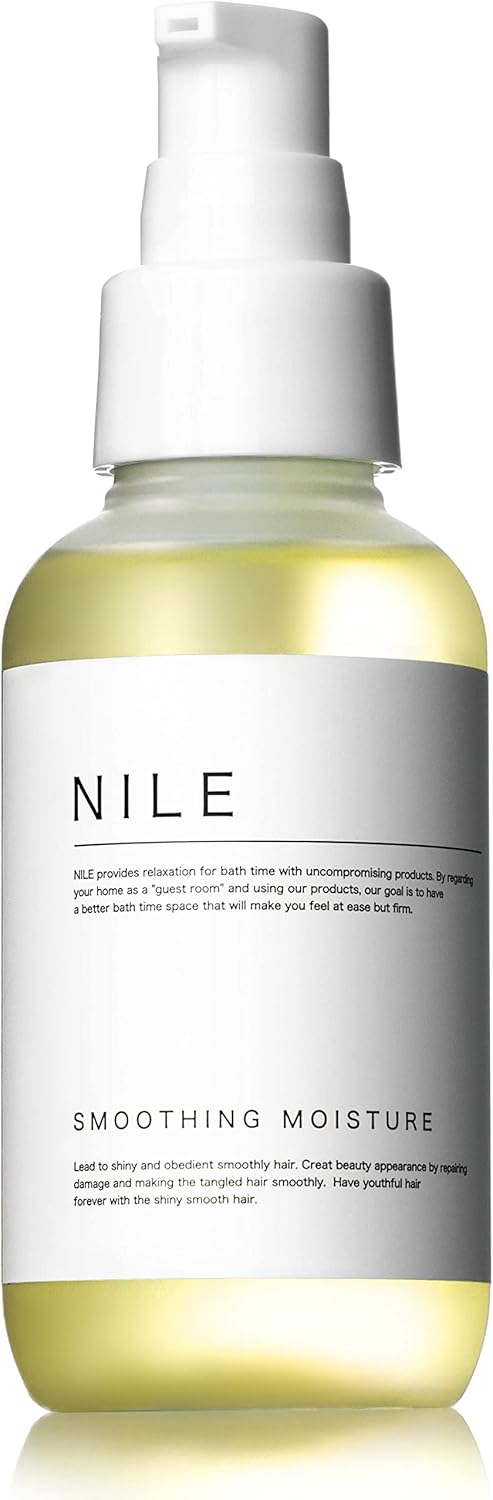 NILE
NILE provides relaxation for bath time with uncompromising products. By regarding
your home as a "guest room" and using our products, our goal is to have
a better bath time space that will make you feel at ease but firm.
SMOOTHING MOISTURE
Lead to shiny and obedient smoothly hair. Creat beauty appearance by repairing
damage and making the tangled hair smoothly. Have youthful hair
forever with the shiny smooth hair.